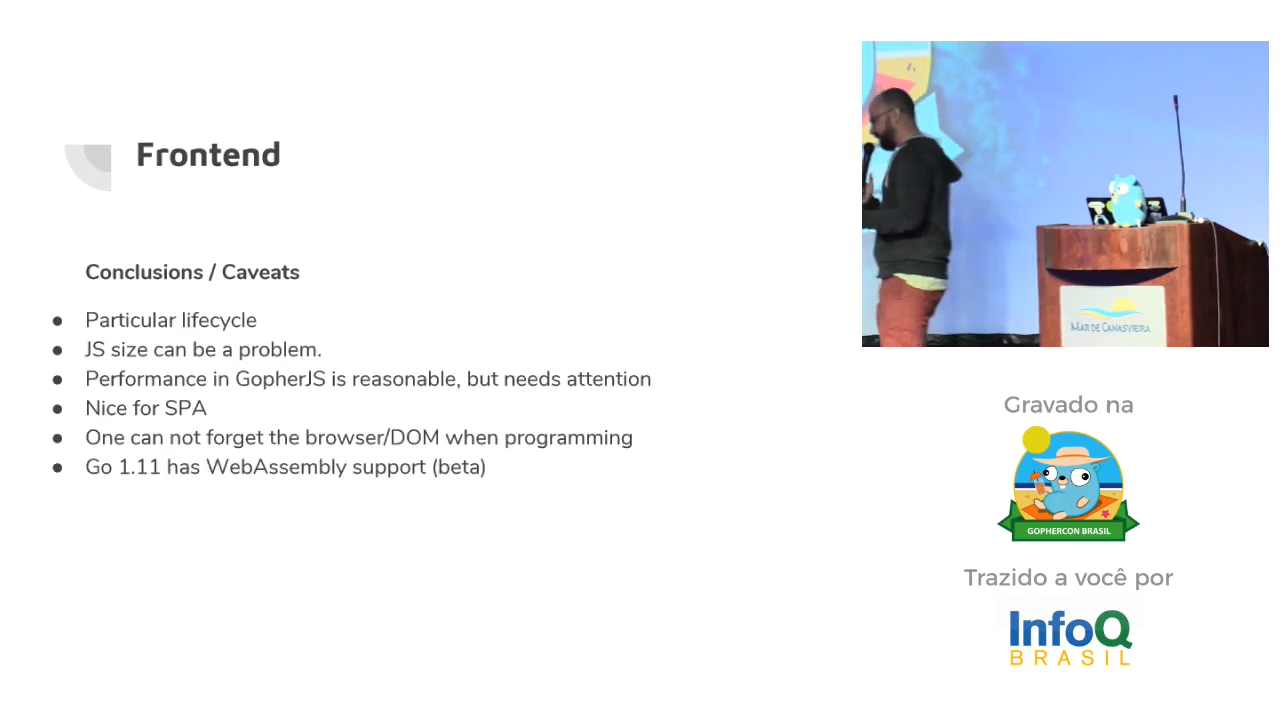 Frontend
Conclusions / Caveats
● Particular lifecycle
● JS size can be a problem.
● Performance in GopherJS is reasonable, but needs attention
● Nice for SPA
● One can not forget the browser/DOM when programming
● Go 1.11 has WebAssembly support (beta)
MAR DE CANASVIEIRA
Gravado na
GOPHERCON BRASIL
Trazido a você por
InfoQ
BRASIL